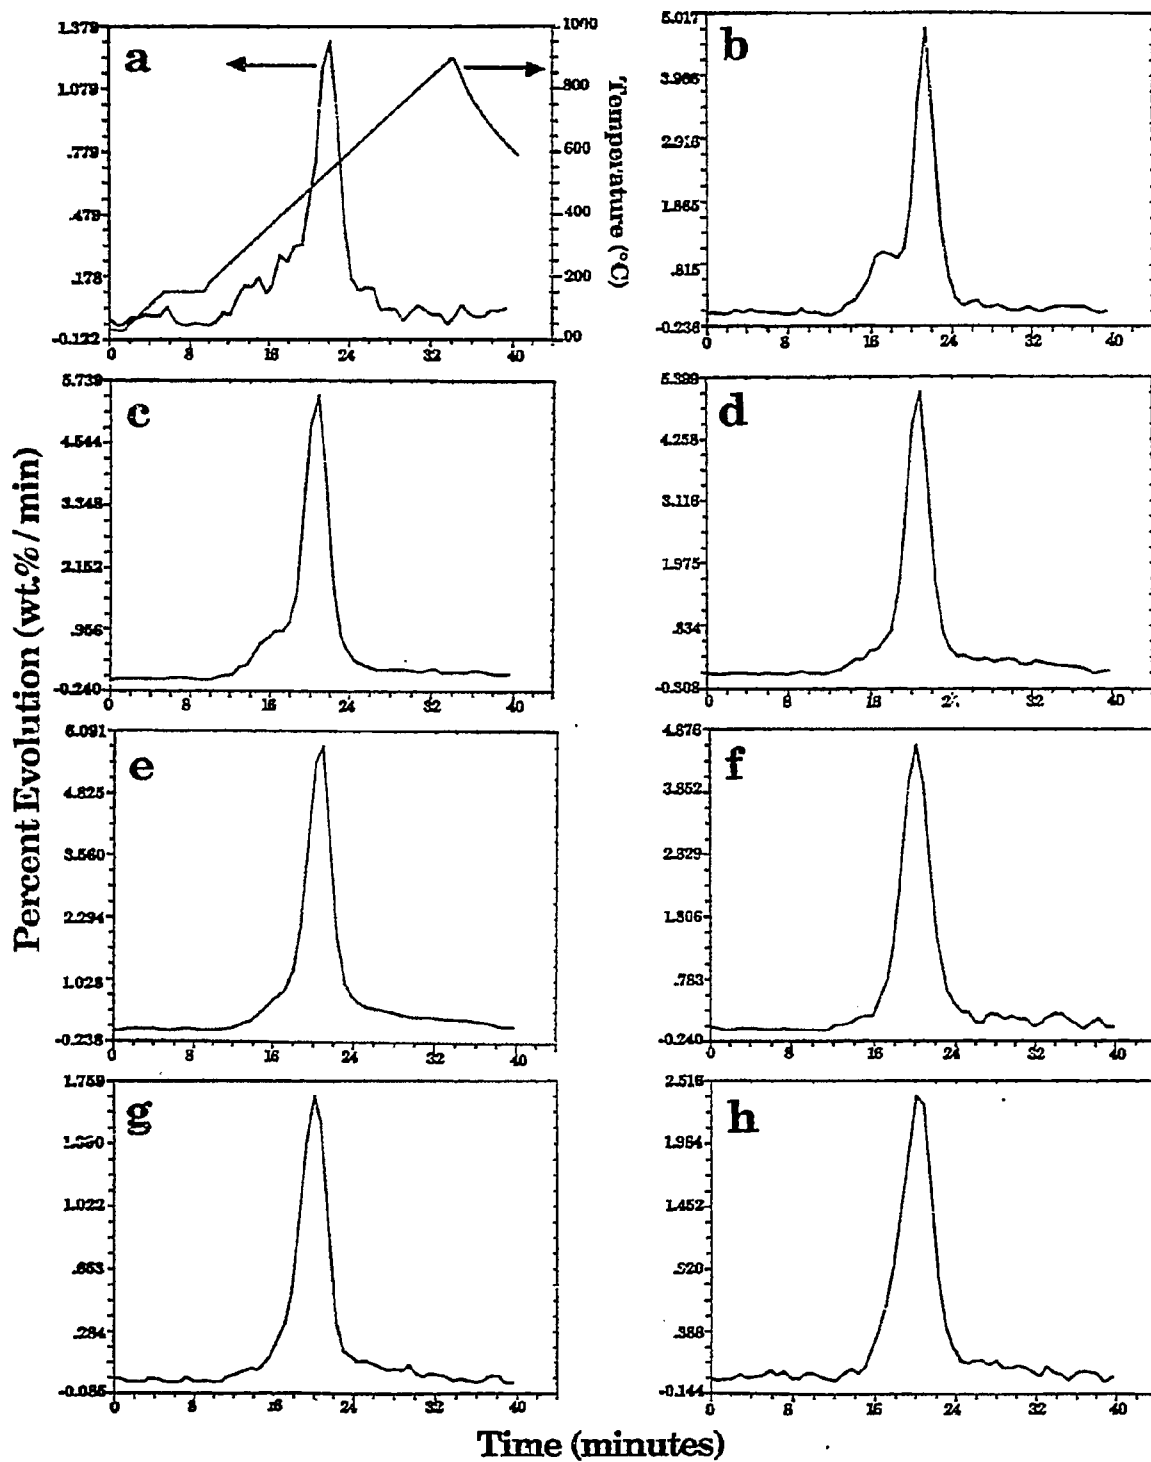 a
1.379
1.079
.779
.479
.178
-0.122
1000
800
600
400
200
00
Temperature (°C)
0 8 16 24 32 40
b
5.017
3.966
2.916
1.865
.815
-0.238
0 8 16 24 32 40
c
5.739
4.544
3.348
2.152
.956
-0.240
0 8 16 24 32 40
d
5.399
4.258
3.116
1.975
.834
-0.308
0 8 16 32 40
e
6.091
4.825
3.560
2.294
1.028
-0.238
0 8 16 24 32 40
f
4.876
3.852
1.806
.783
-0.240
0 8 16 24 32 40
g
1.759
1.022
.284
0 8 16 24 32 40
h
2.516
1.984
1.452
.388
-0.144
0 8 16 24 32 40
Percent Evolution (wt.% / min)
Time (minutes)